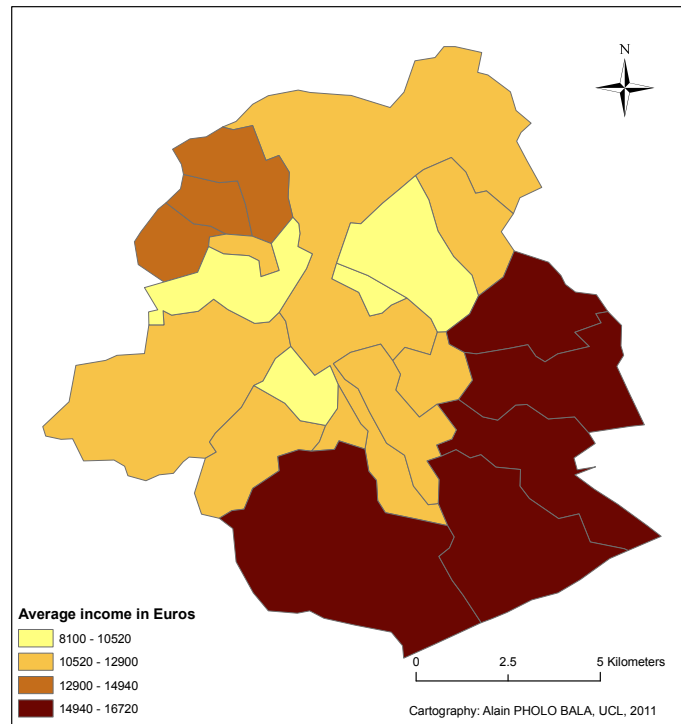 N
Average income in Euros
8100 - 10520
10520 - 12900
12900 - 14940
14940 - 16720
0 2.5 5 Kilometers
Cartography: Alain PHOLO BALA, UCL, 2011